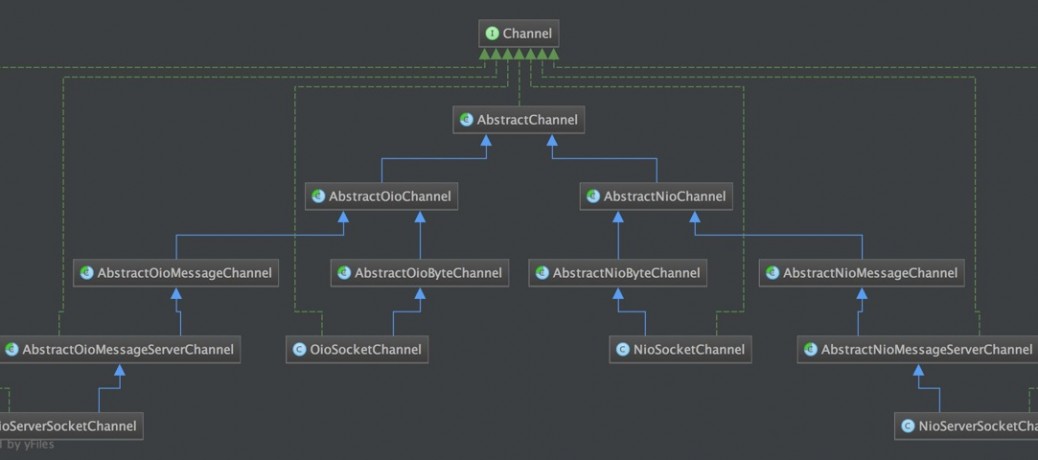 Channel
AbstractChannel
AbstractOioChannel
AbstractNioChannel
AbstractOioMessageChannel
AbstractOioByteChannel
AbstractNioByteChannel
AbstractNioMessageChannel
AbstractOioMessageServerChannel
OioSocketChannel
NioSocketChannel
AbstractNioMessageServerChannel
ioServerSocketChannel
NioServerSocketCha
by yFiles